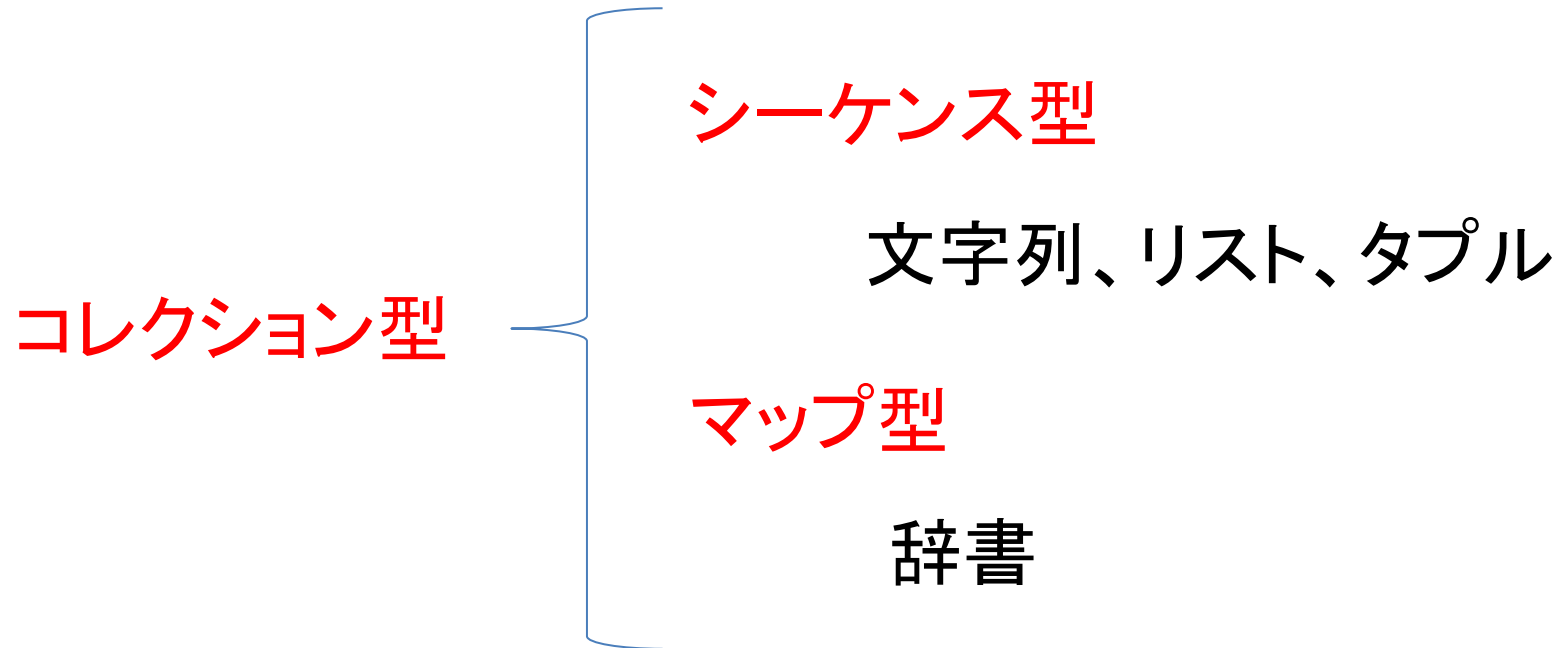 シーケンス型
文字列、リスト、タプル
コレクション型
マップ型
辞書